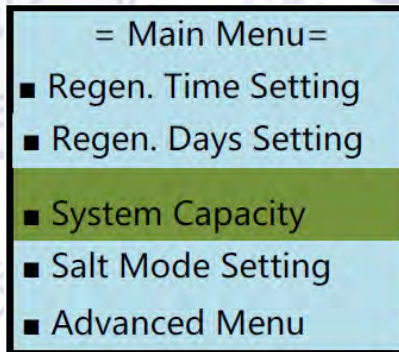 = Main Menu=
■ Regen. Time Setting
■ Regen. Days Setting
■ System Capacity
■ Salt Mode Setting
■ Advanced Menu